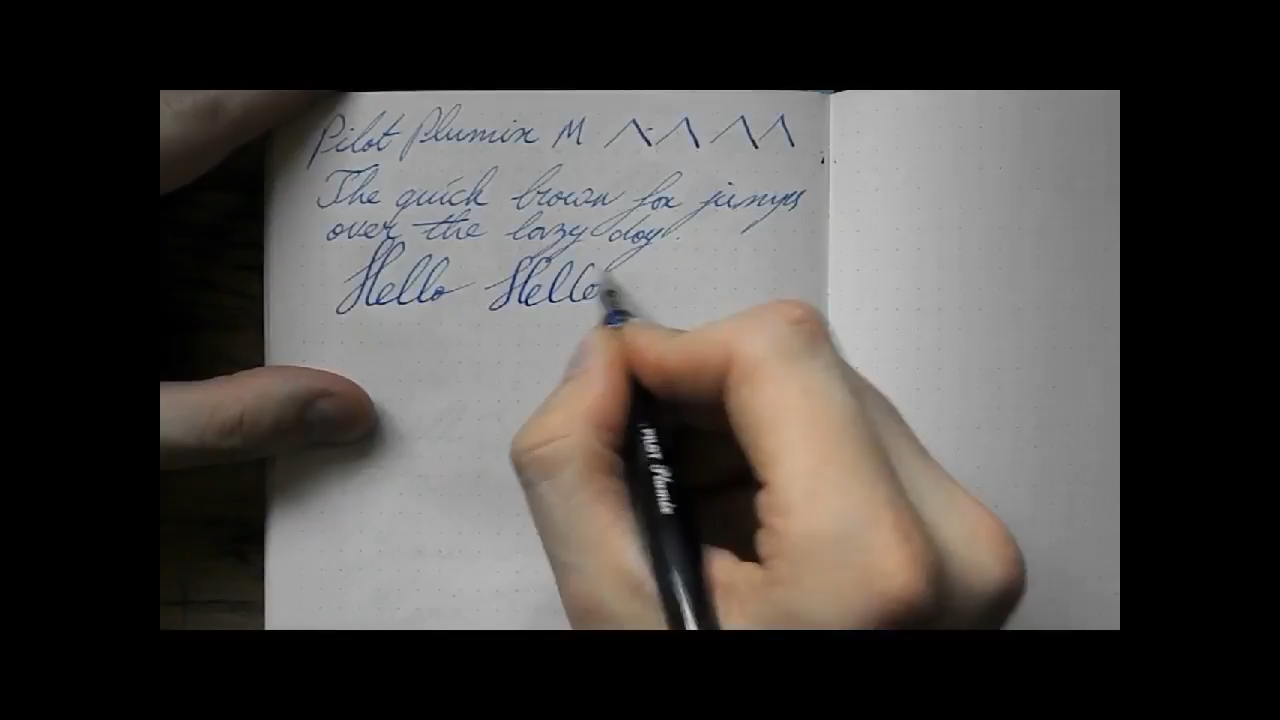 Pilot Plumix M
The quick brown fox jumps
over the lazy dog.
Hello Hello
PILOT Plumix